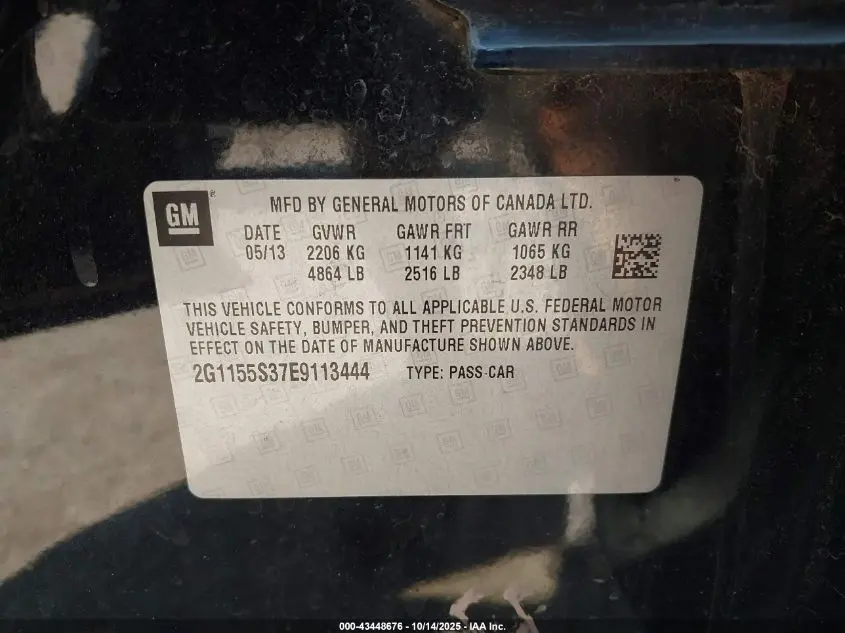 GM
MFD BY GENERAL MOTORS OF CANADA LTD.
DATE GVWR GAWR FRT GAWR RR
05/13 2206 KG 1141 KG 1065 KG
4864 LB 2516 LB 2348 LB
THIS VEHICLE CONFORMS TO ALL APPLICABLE U.S. FEDERAL MOTOR
VEHICLE SAFETY, BUMPER, AND THEFT PREVENTION STANDARDS IN
EFFECT ON THE DATE OF MANUFACTURE SHOWN ABOVE.
2G1155S37E9113444 TYPE: PASS-CAR
000-43448676 - 10/14/2025 - IAA Inc.